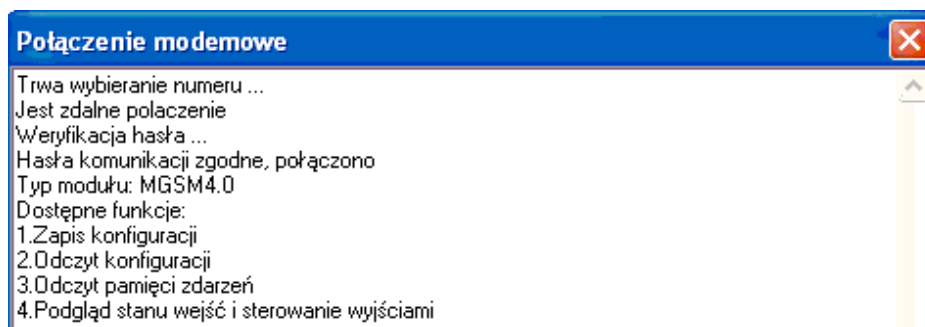 Połączenie modemowe
Trwa wybieranie numeru ...
Jest zdalne polaczenie
Weryfikacja hasła ...
Hasła komunikacji zgodne, połączono
Typ modułu: MGSM4.0
Dostępne funkcje:
1.Zapis konfiguracji
2.Odczyt konfiguracji
3.Odczyt pamięci zdarzeń
4.Podgląd stanu wejść i sterowanie wyjściami